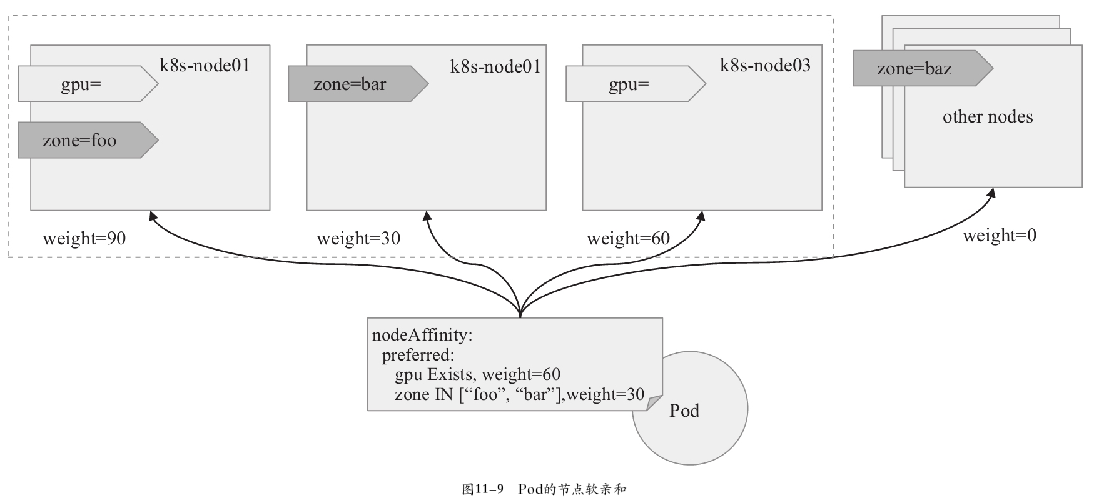 k8s-node01
gpu=
zone=foo
weight=90
k8s-node01
zone=bar
weight=30
k8s-node03
gpu=
weight=60
zone=baz
other nodes
weight=0
nodeAffinity:
preferred:
gpu Exists, weight=60
zone IN [“foo”, “bar”],weight=30
Pod
图11-9 Pod的节点软亲和